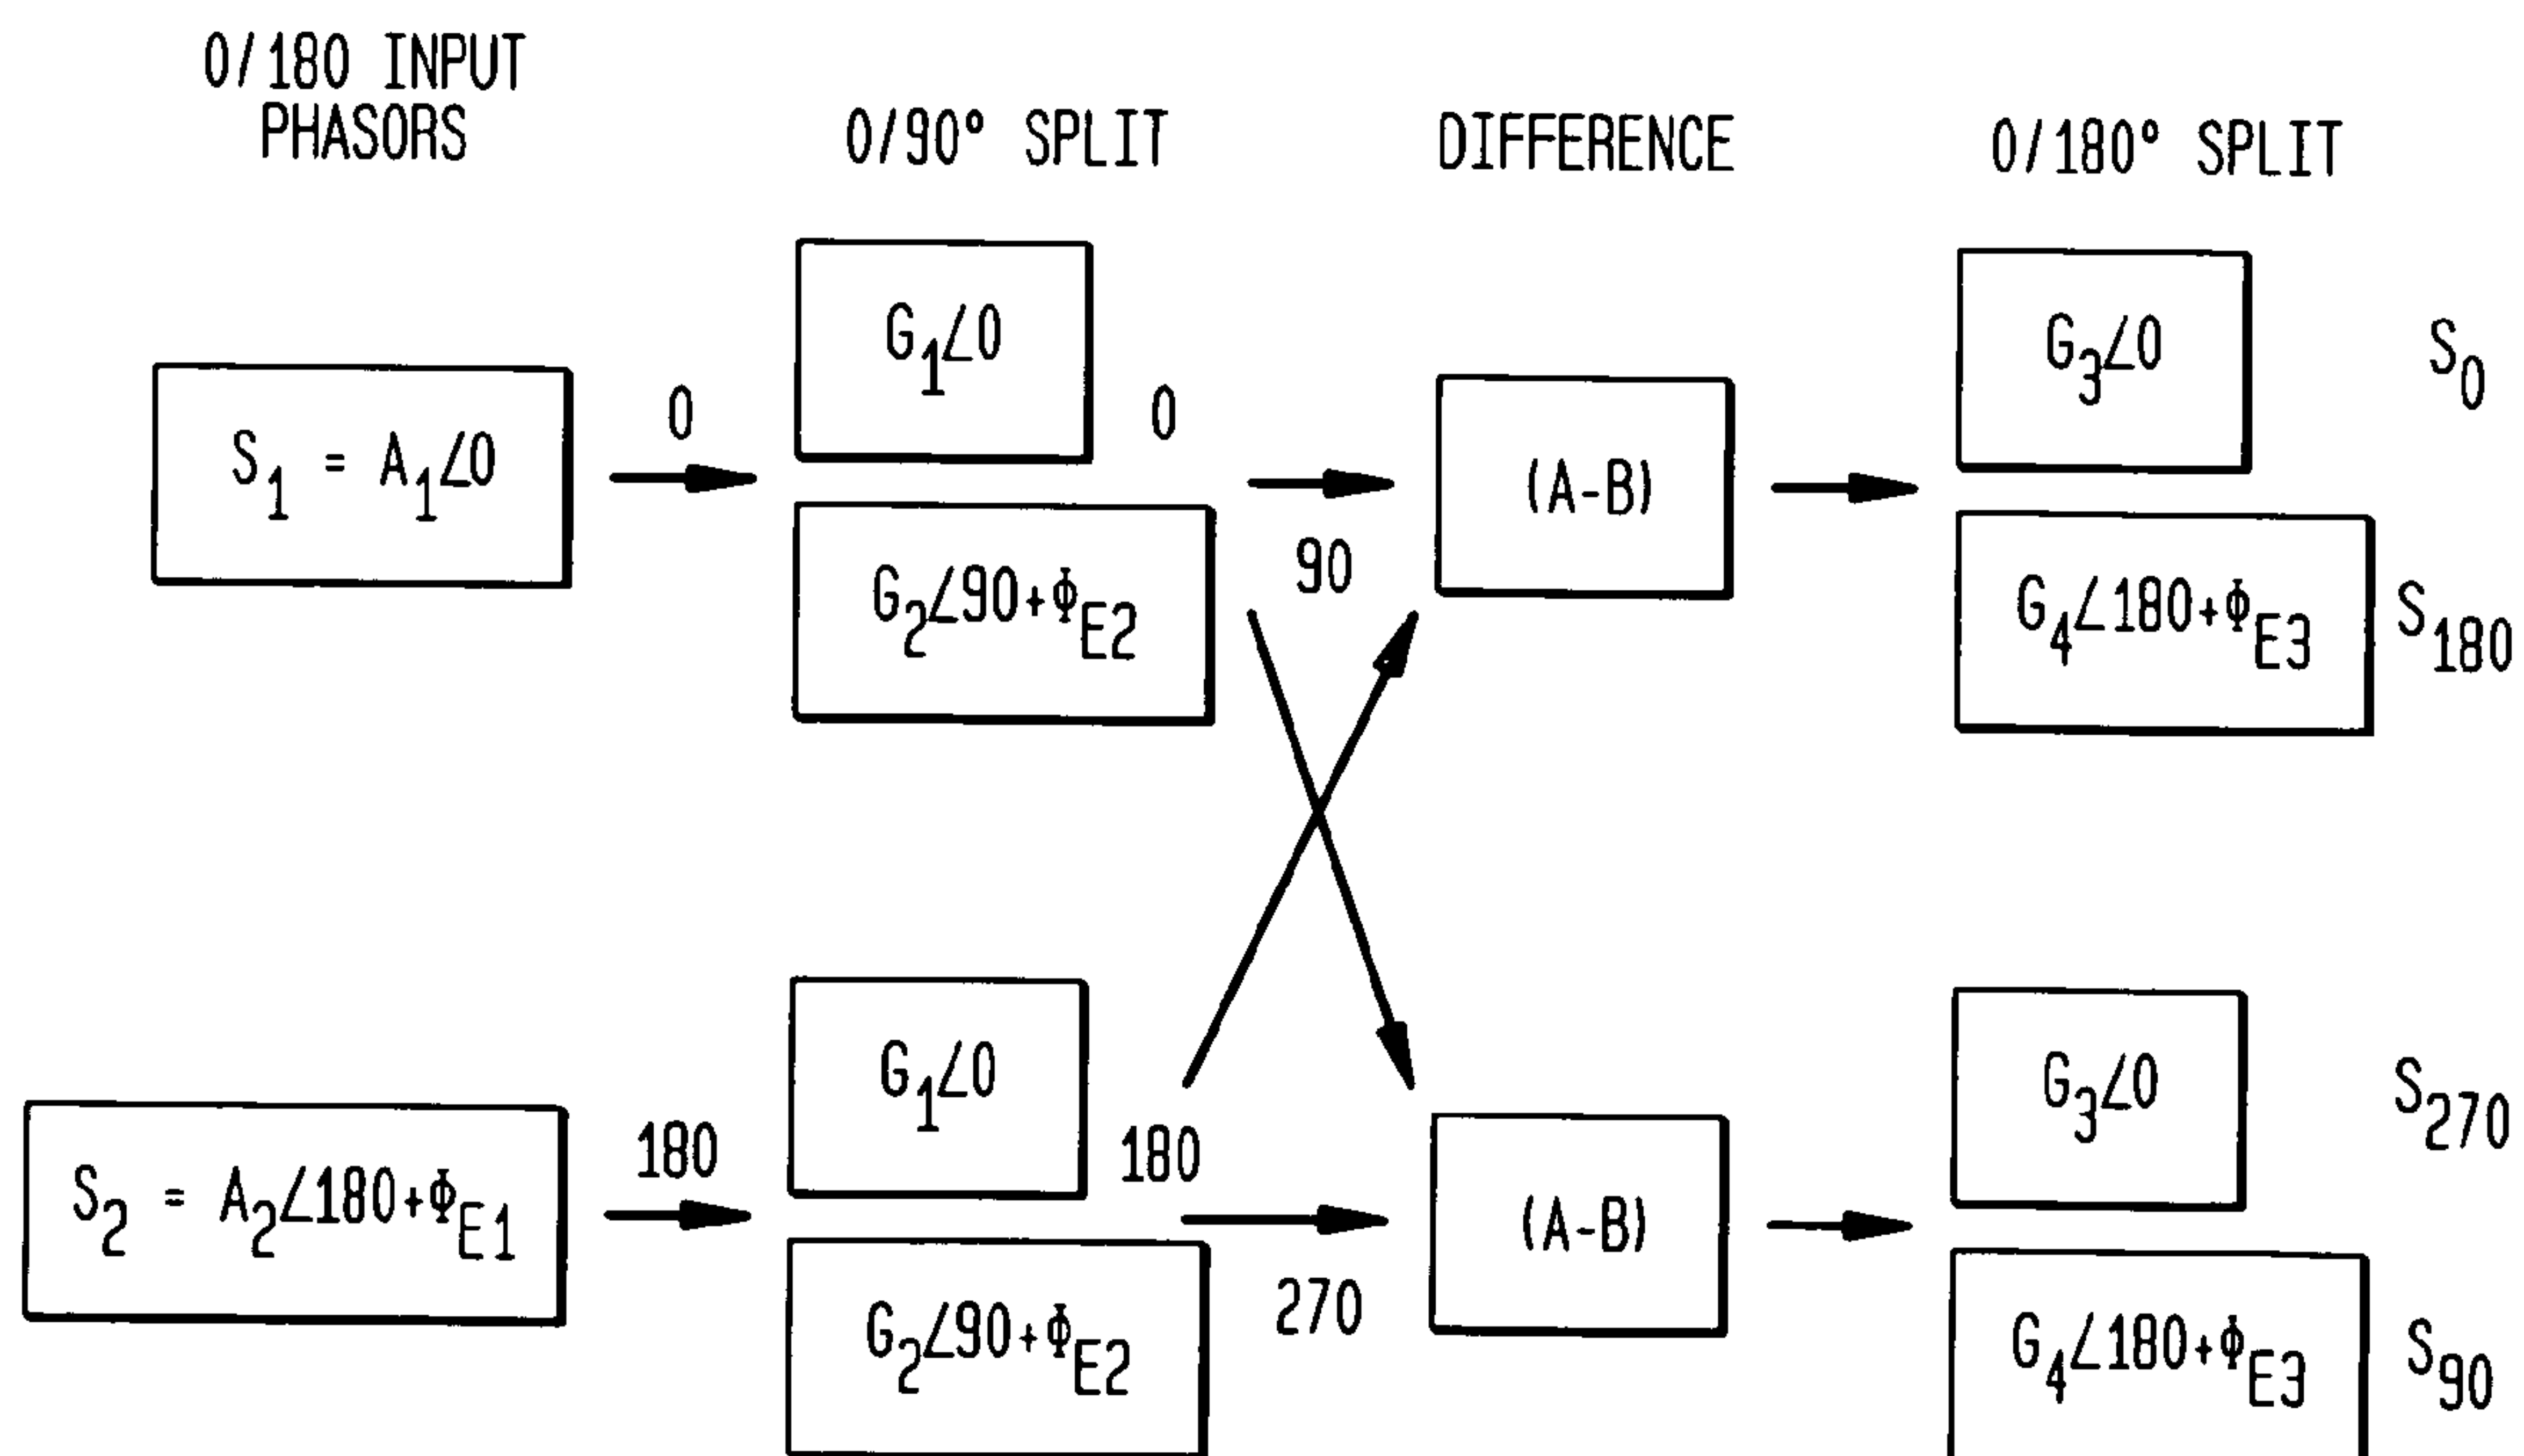 0/180 INPUT
PHASORS
0/90° SPLIT
DIFFERENCE
0/180° SPLIT
S1 = A1∠0
0
G1∠0
0
G2∠90+ΦE2
90
(A-B)
G3∠0
S0
G4∠180+ΦE3
S180
S2 = A2∠180+ΦE1
180
G1∠0
180
G2∠90+ΦE2
270
(A-B)
G3∠0
S270
G4∠180+ΦE3
S90